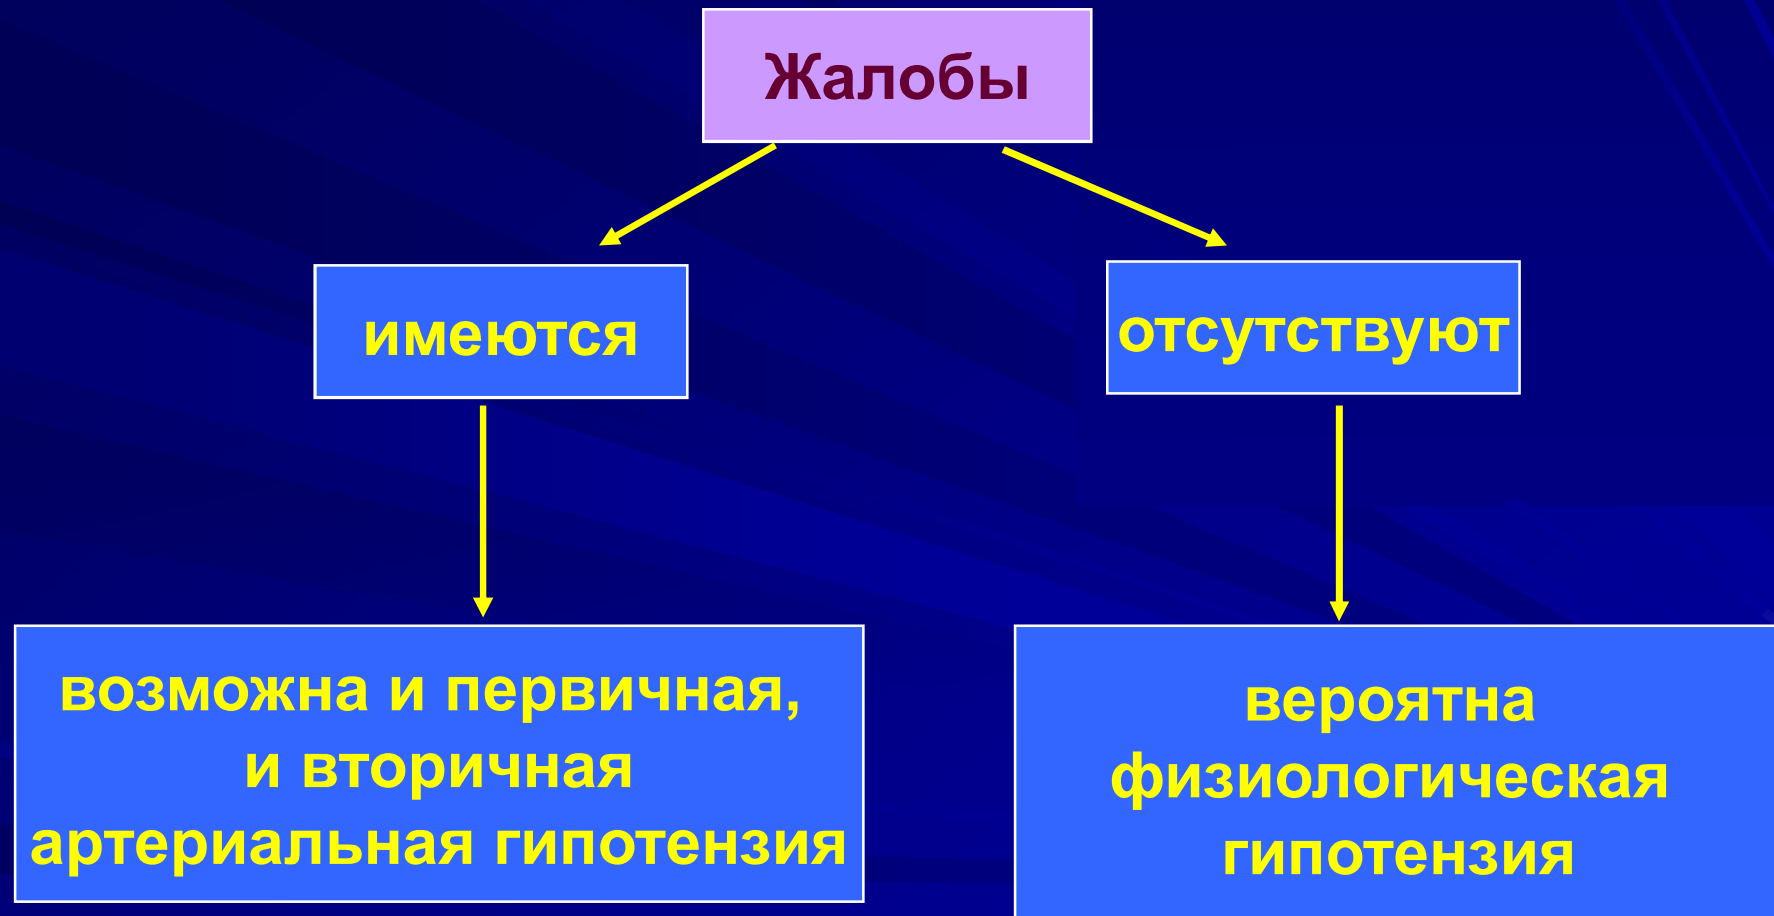 Жалобы
имеются
отсутствуют
возможна и первичная,
и вторичная
артериальная гипотензия
вероятна
физиологическая
гипотензия